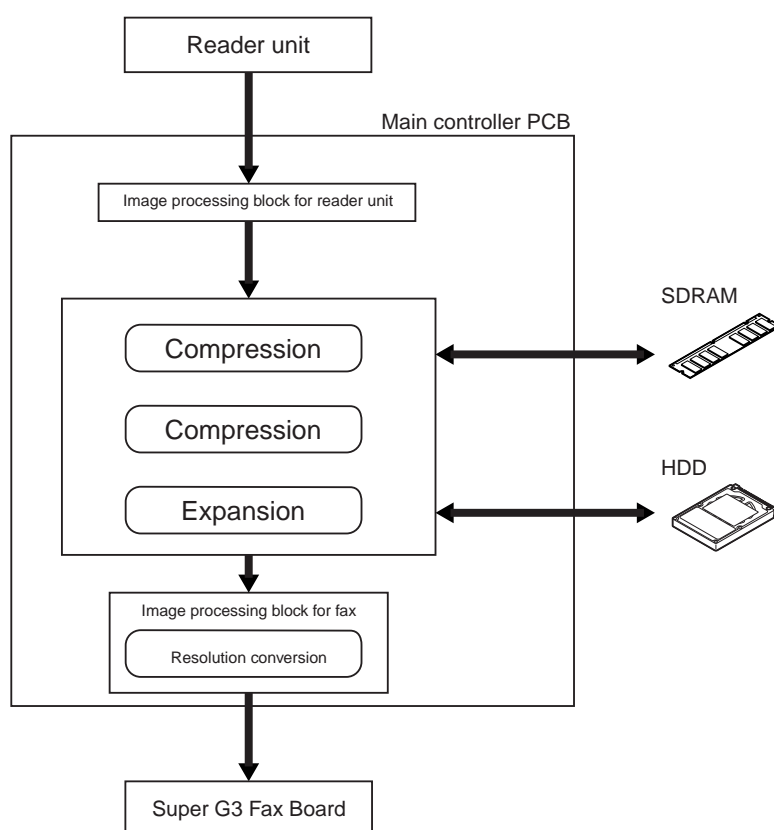 Reader unit
Main controller PCB
Image processing block for reader unit
SDRAM
Compression
Compression
HDD
Expansion
Image processing block for fax
Resolution conversion
Super G3 Fax Board